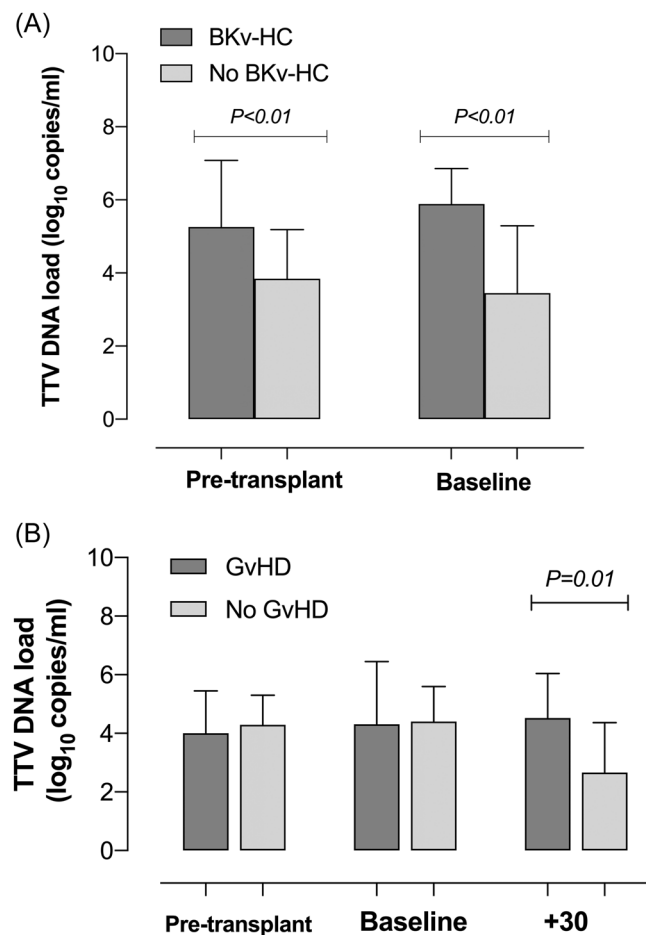 (A)
BKv-HC
No BKv-HC
P<0.01
P<0.01
TTV DNA load (log10 copies/ml)
10
8
6
4
2
0
Pre-transplant
Baseline
(B)
GvHD
No GvHD
P=0.01
TTV DNA load
(log10 copies/ml)
10
8
6
4
2
0
Pre-transplant
Baseline
+30